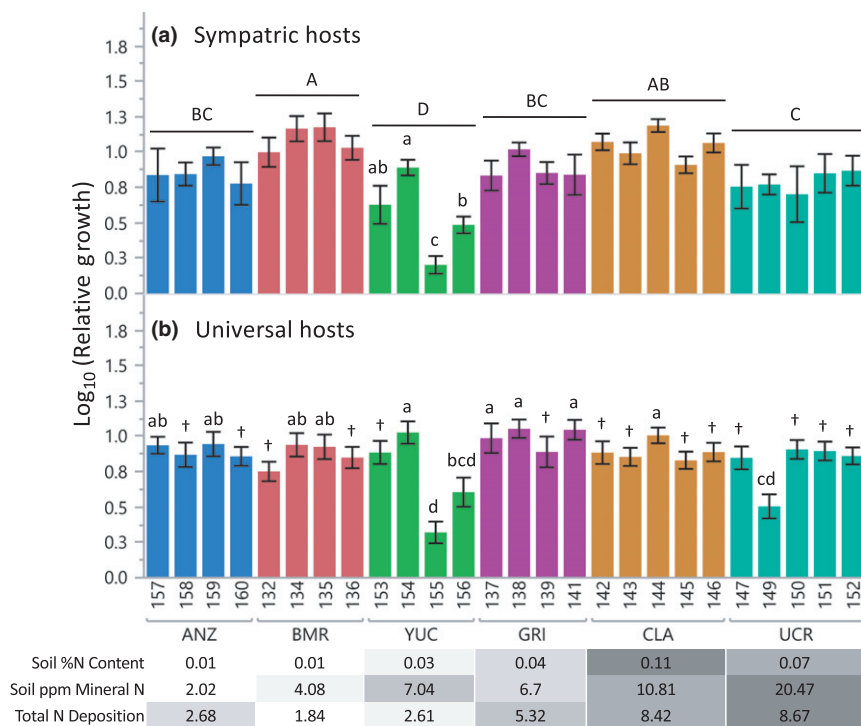 (a) Sympatric hosts
1.8
1.5
1.3
1.0
0.8
0.5
0.3
0.0
BC A D BC AB C
ab a c b
Log10 (Relative growth)
(b) Universal hosts
1.8
1.5
1.3
1.0
0.8
0.5
0.3
0.0
ab † ab † † ab ab † † a d bcd a a † a † † a † † † cd † † †
157 158 159 160 132 134 135 136 153 154 155 156 137 138 139 141 142 143 144 145 146 147 149 150 151 152
ANZ BMR YUC GRI CLA UCR
Soil %N Content 0.01 0.01 0.03 0.04 0.11 0.07
Soil ppm Mineral N 2.02 4.08 7.04 6.7 10.81 20.47
Total N Deposition 2.68 1.84 2.61 5.32 8.42 8.67